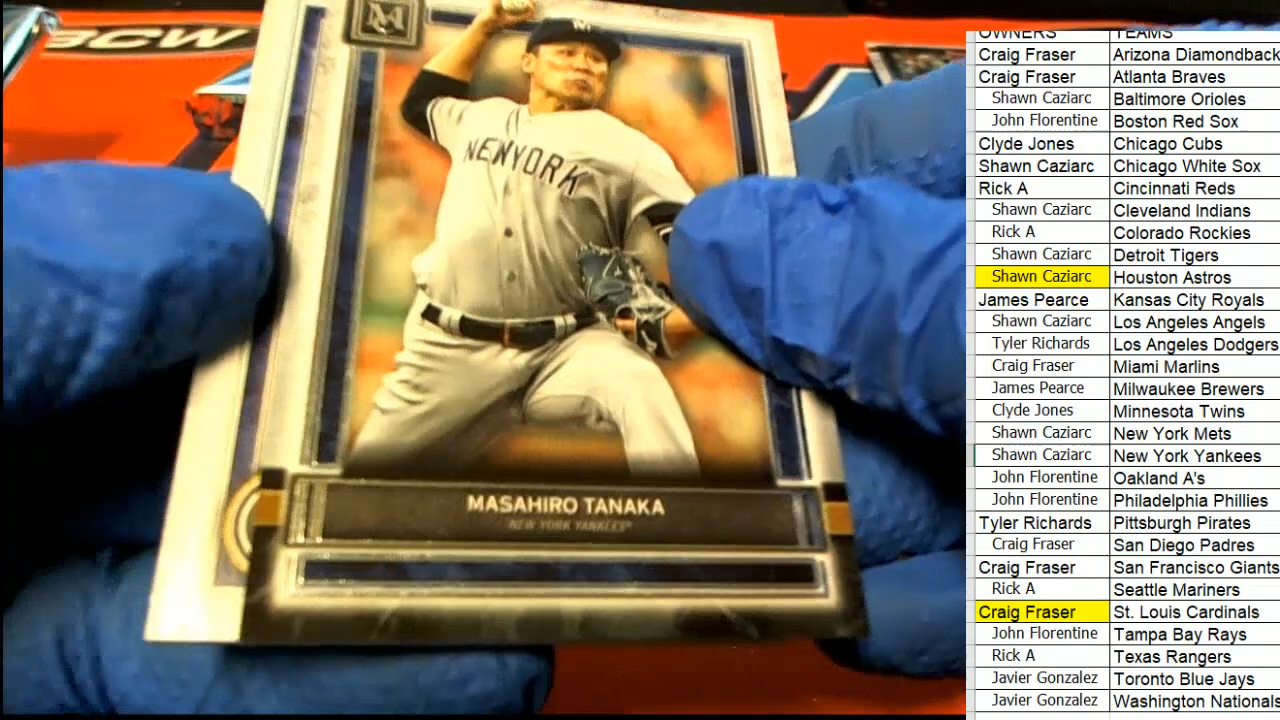 BCW
M
M
NEWYORK
MASAHIRO TANAKA
NEW YORK YANKEES®
OWNERS TEAMS
Craig Fraser Arizona Diamondback
Craig Fraser Atlanta Braves
Shawn Caziarc Baltimore Orioles
John Florentine Boston Red Sox
Clyde Jones Chicago Cubs
Shawn Caziarc Chicago White Sox
Rick A Cincinnati Reds
Shawn Caziarc Cleveland Indians
Rick A Colorado Rockies
Shawn Caziarc Detroit Tigers
Shawn Caziarc Houston Astros
James Pearce Kansas City Royals
Shawn Caziarc Los Angeles Angels
Tyler Richards Los Angeles Dodgers
Craig Fraser Miami Marlins
James Pearce Milwaukee Brewers
Clyde Jones Minnesota Twins
Shawn Caziarc New York Mets
Shawn Caziarc New York Yankees
John Florentine Oakland A's
John Florentine Philadelphia Phillies
Tyler Richards Pittsburgh Pirates
Craig Fraser San Diego Padres
Craig Fraser San Francisco Giants
Rick A Seattle Mariners
Craig Fraser St. Louis Cardinals
John Florentine Tampa Bay Rays
Rick A Texas Rangers
Javier Gonzalez Toronto Blue Jays
Javier Gonzalez Washington Nationals